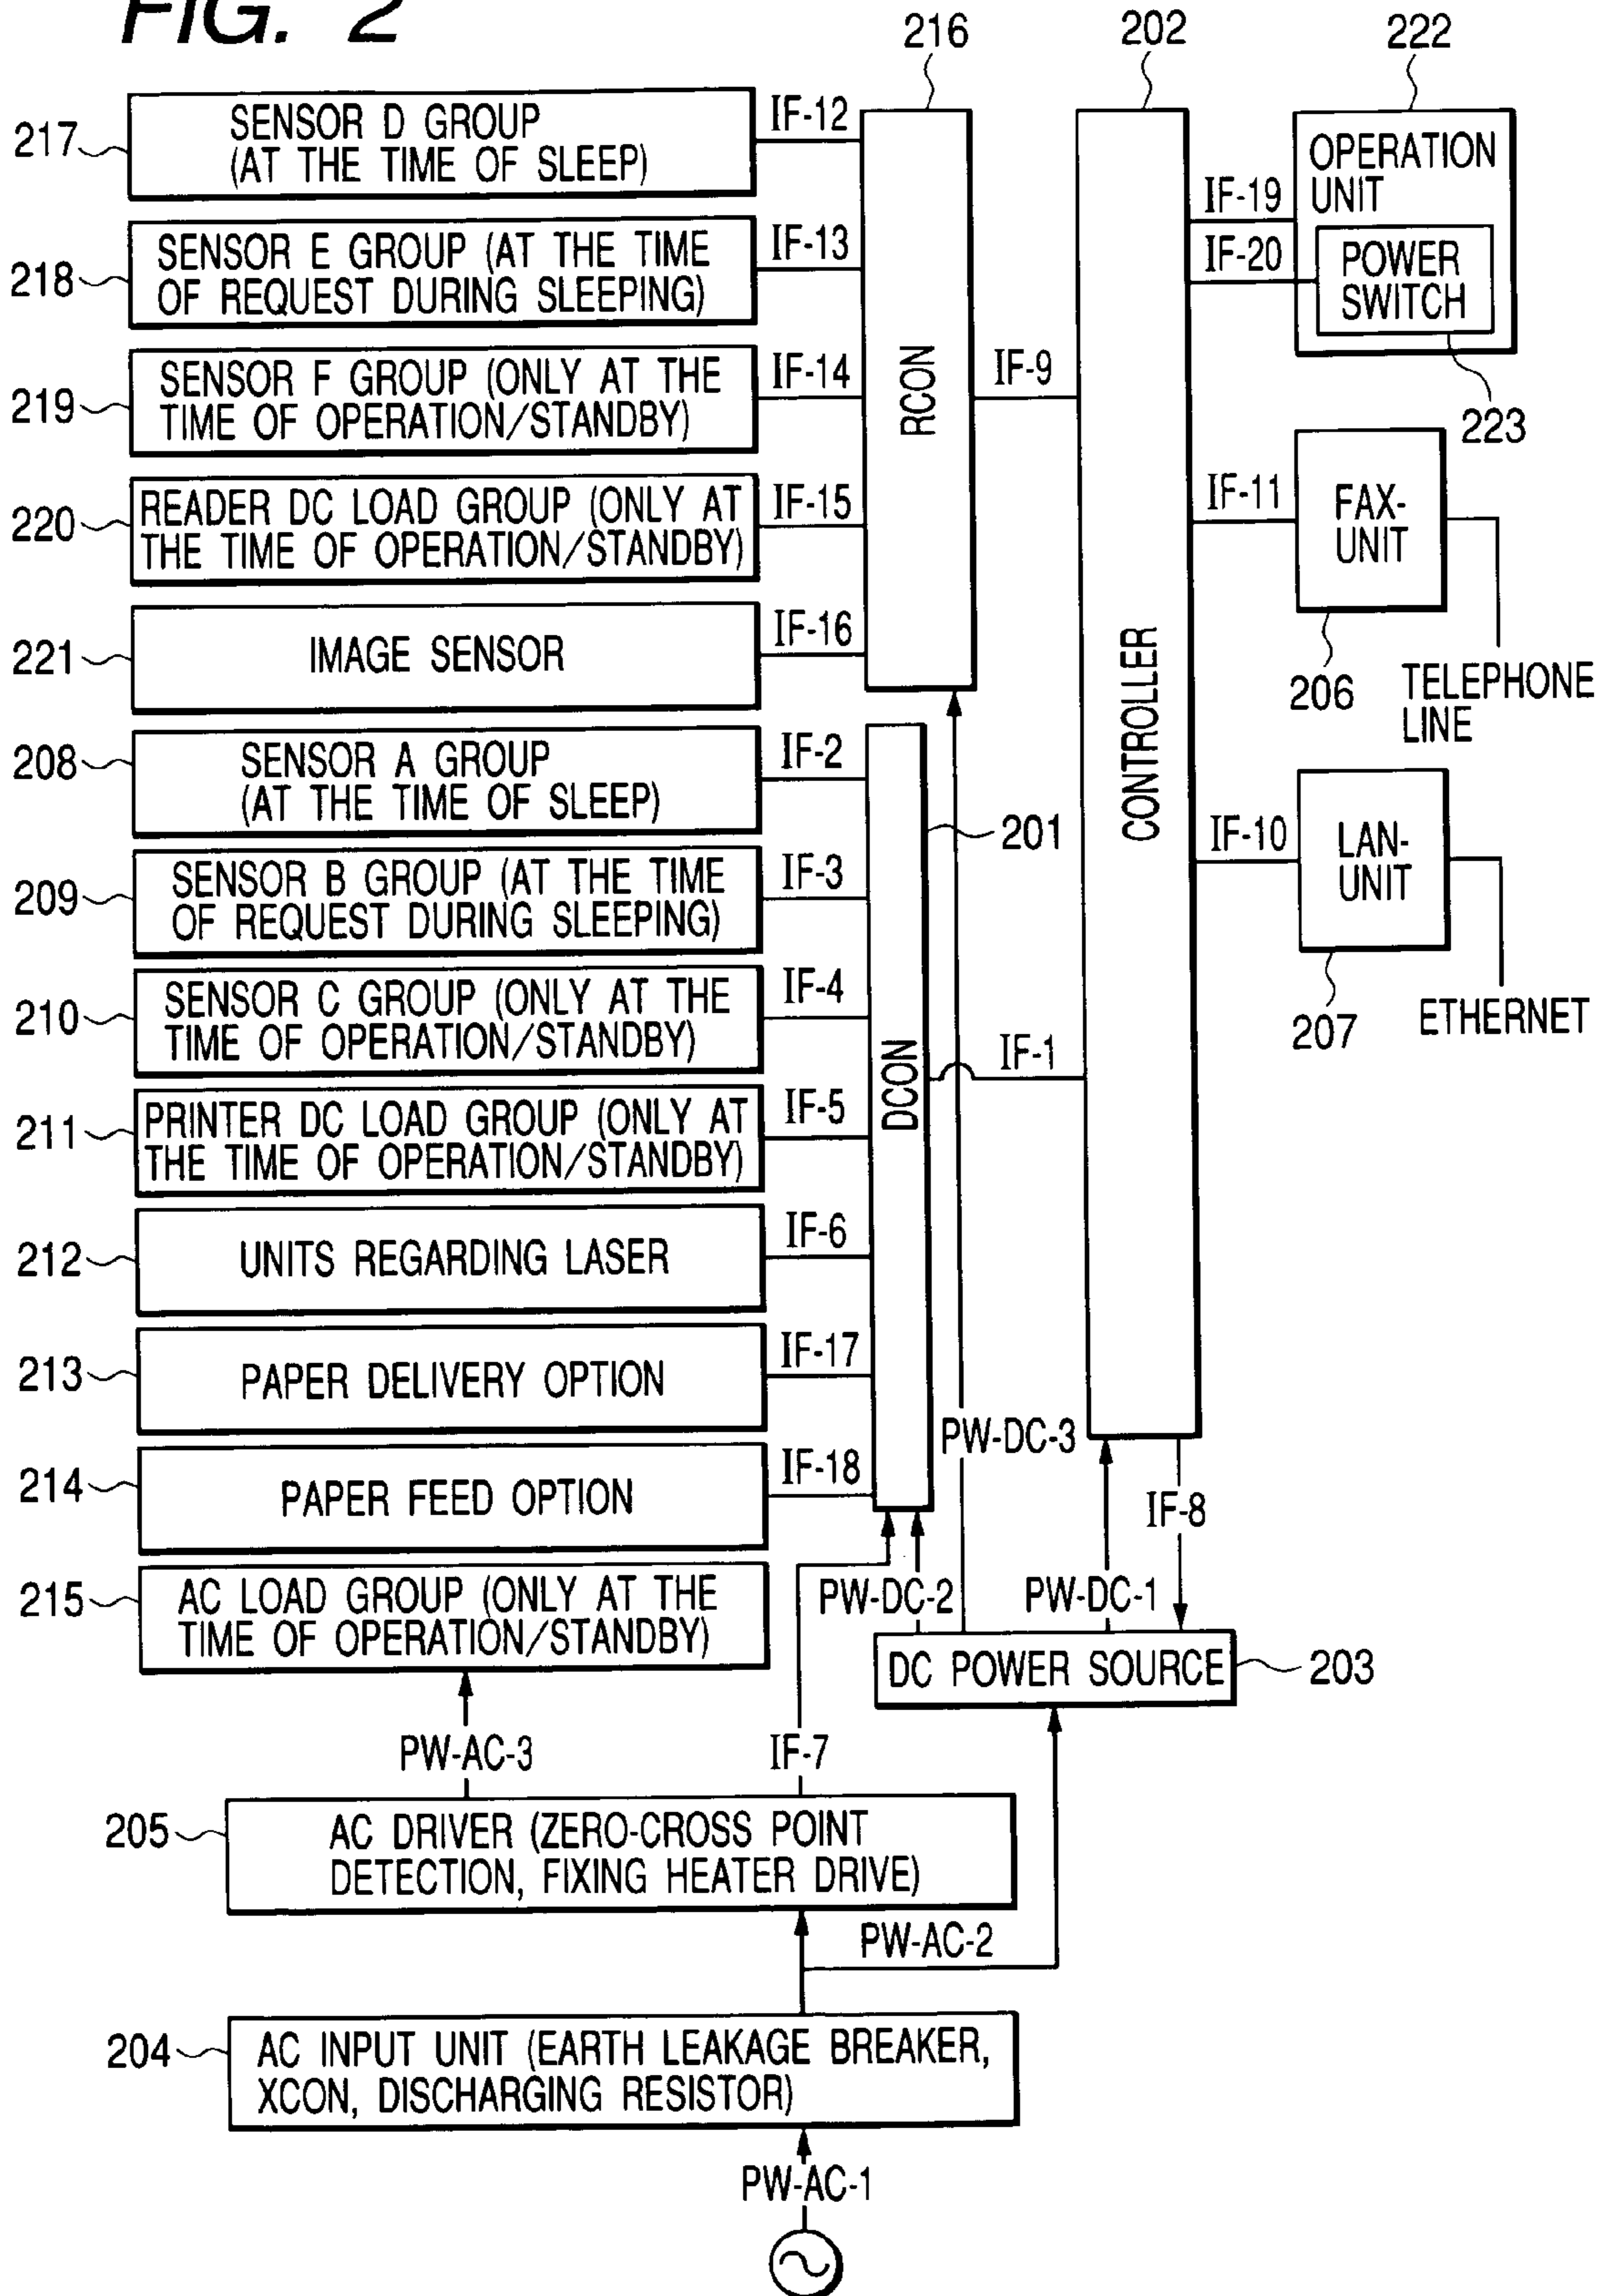 FIG. 2
216
202
222
217
SENSOR D GROUP
(AT THE TIME OF SLEEP)
IF-12
218
SENSOR E GROUP (AT THE TIME
OF REQUEST DURING SLEEPING)
IF-13
219
SENSOR F GROUP (ONLY AT THE
TIME OF OPERATION/STANDBY)
IF-14
220
READER DC LOAD GROUP (ONLY AT
THE TIME OF OPERATION/STANDBY)
IF-15
221
IMAGE SENSOR
IF-16
RCON
IF-9
208
SENSOR A GROUP
(AT THE TIME OF SLEEP)
IF-2
209
SENSOR B GROUP (AT THE TIME
OF REQUEST DURING SLEEPING)
IF-3
210
SENSOR C GROUP (ONLY AT THE
TIME OF OPERATION/STANDBY)
IF-4
211
PRINTER DC LOAD GROUP (ONLY AT
THE TIME OF OPERATION/STANDBY)
IF-5
212
UNITS REGARDING LASER
IF-6
213
PAPER DELIVERY OPTION
IF-17
214
PAPER FEED OPTION
IF-18
215
AC LOAD GROUP (ONLY AT THE
TIME OF OPERATION/STANDBY)
DCON
201
IF-1
CONTROLLER
IF-19
IF-20
OPERATION
UNIT
POWER
SWITCH
223
IF-11
FAX-
UNIT
206
TELEPHONE
LINE
IF-10
LAN-
UNIT
207
ETHERNET
PW-DC-3
IF-8
PW-DC-2
PW-DC-1
DC POWER SOURCE
203
PW-AC-3
IF-7
205
AC DRIVER (ZERO-CROSS POINT
DETECTION, FIXING HEATER DRIVE)
PW-AC-2
204
AC INPUT UNIT (EARTH LEAKAGE BREAKER,
XCON, DISCHARGING RESISTOR)
PW-AC-1